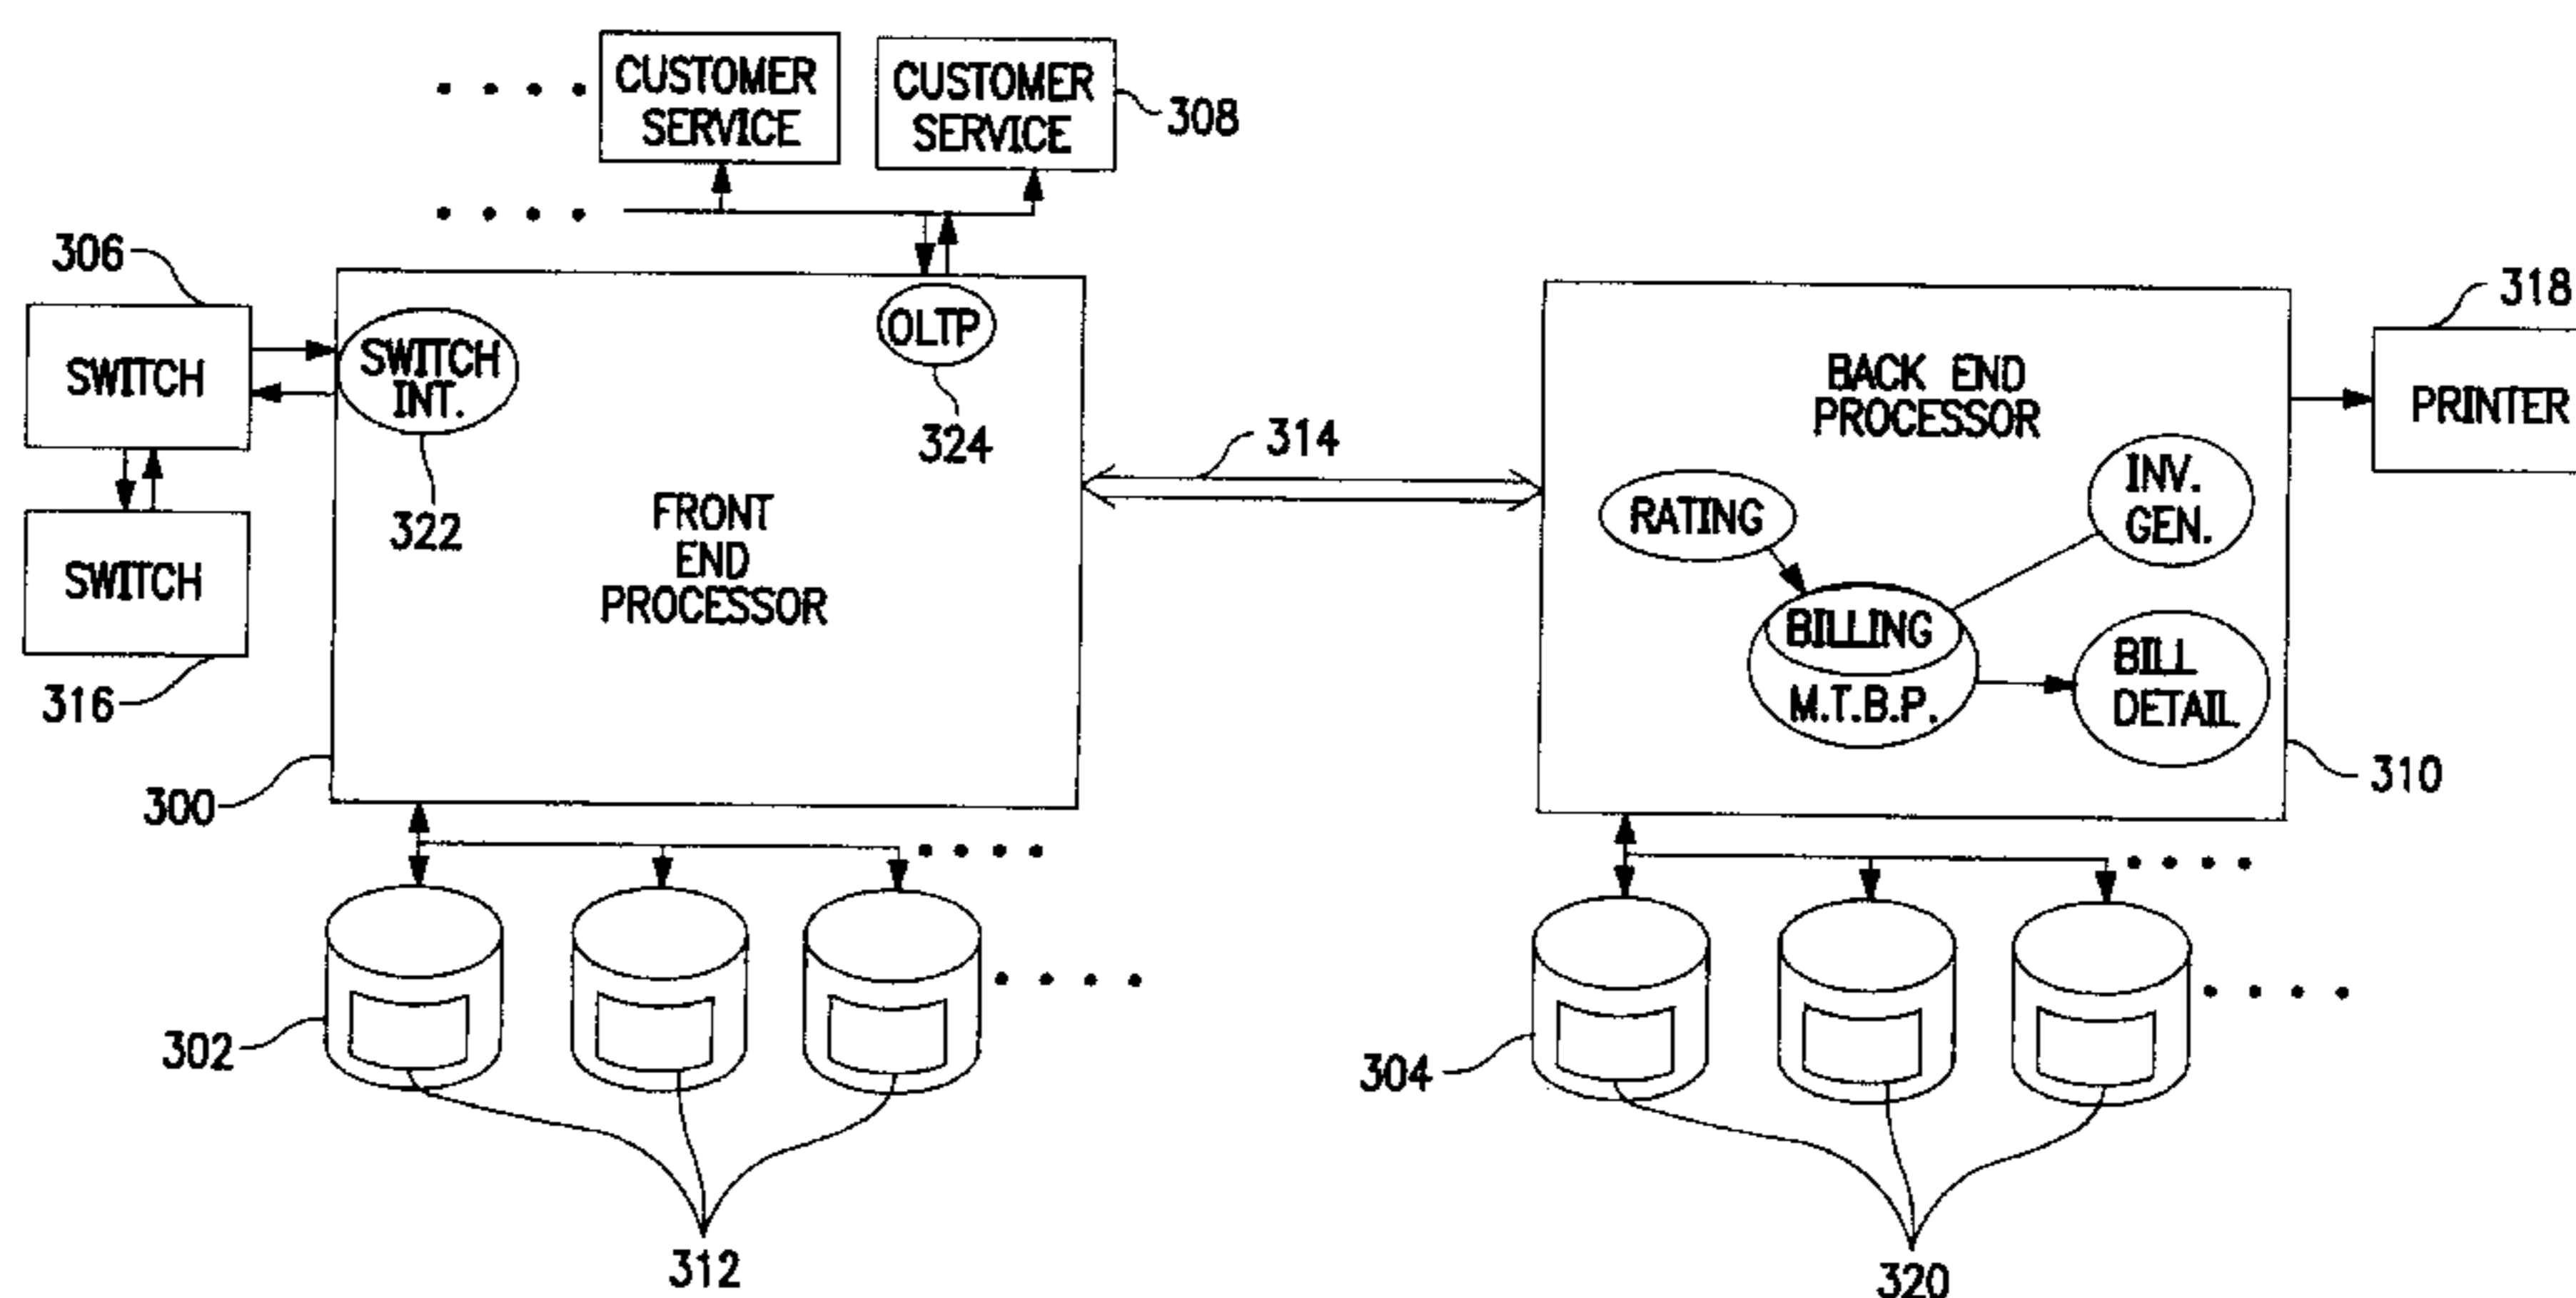 CUSTOMER
SERVICE
CUSTOMER
SERVICE
308
306
SWITCH
SWITCH
316
SWITCH
INT.
322
OLTP
324
FRONT
END
PROCESSOR
300
314
BACK END
PROCESSOR
RATING
BILLING
M.T.B.P.
INV.
GEN.
BILL
DETAIL
310
318
PRINTER
302
312
304
320